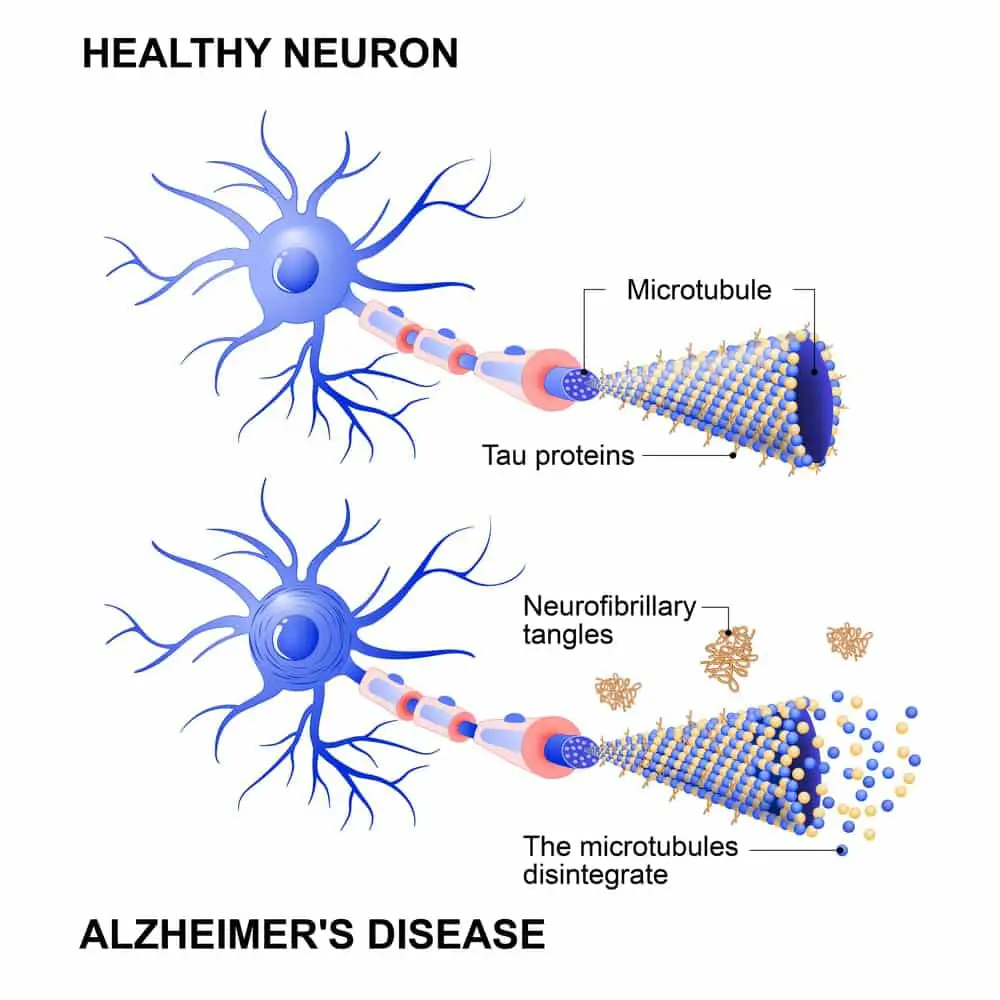 HEALTHY NEURON
Microtubule
Tau proteins
Neurofibrillary
tangles
The microtubules
disintegrate
ALZHEIMER'S DISEASE